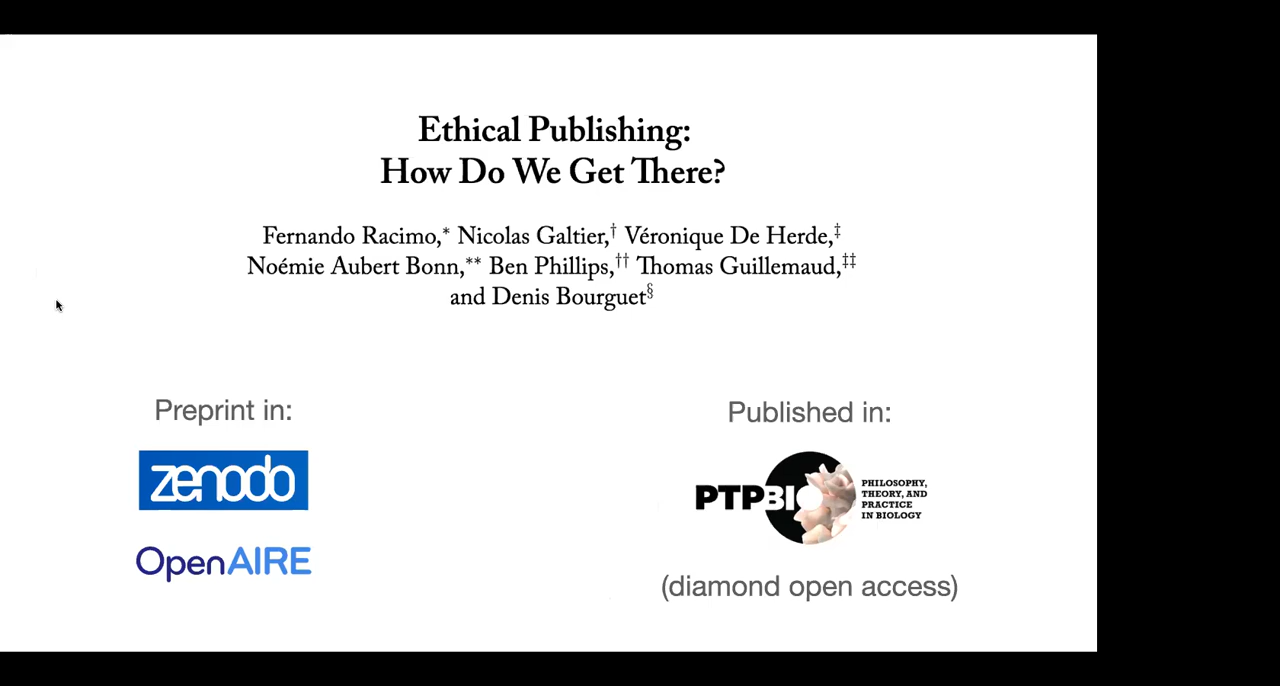 Ethical Publishing:
How Do We Get There?
Fernando Racimo,* Nicolas Galtier,† Véronique De Herde,‡
Noémie Aubert Bonn,** Ben Phillips,†† Thomas Guillemaud,‡‡
and Denis Bourguet§
Preprint in:
zenodo
OpenAIRE
Published in:
PTPBIO
PHILOSOPHY,
THEORY, AND
PRACTICE
IN BIOLOGY
(diamond open access)